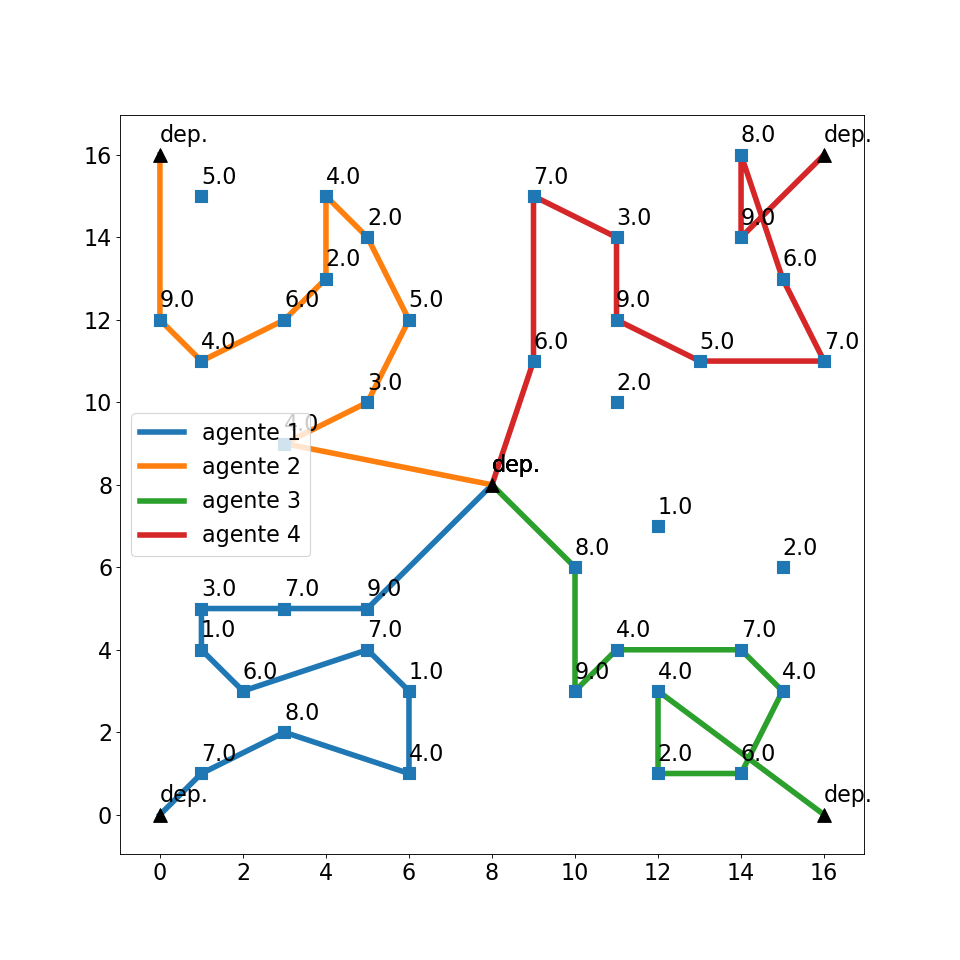 dep. 8.0 dep.
16
5.0 4.0 7.0
2.0 3.0 9.0
14
2.0 6.0
9.0 6.0 5.0 9.0
12
4.0 6.0 5.0 7.0
3.0 2.0
10
4.0
agente 1
agente 2
agente 3
agente 4
dep.
8
1.0
8.0 2.0
6
3.0 7.0 9.0
1.0 7.0 4.0 7.0
4
6.0 1.0 9.0 4.0 4.0
8.0
2
7.0 4.0 2.0 6.0
dep. dep.
0
0 2 4 6 8 10 12 14 16